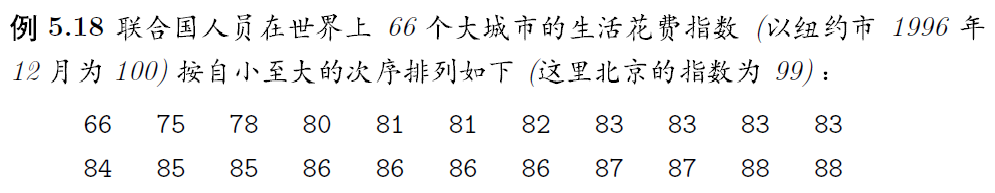 例 5.18 联合国人员在世界上 66 个大城市的生活花费指数 (以纽约市 1996 年
12 月为 100) 按自小至大的次序排列如下 (这里北京的指数为 99)：
66 75 78 80 81 81 82 83 83 83 83
84 85 85 86 86 86 86 87 87 88 88